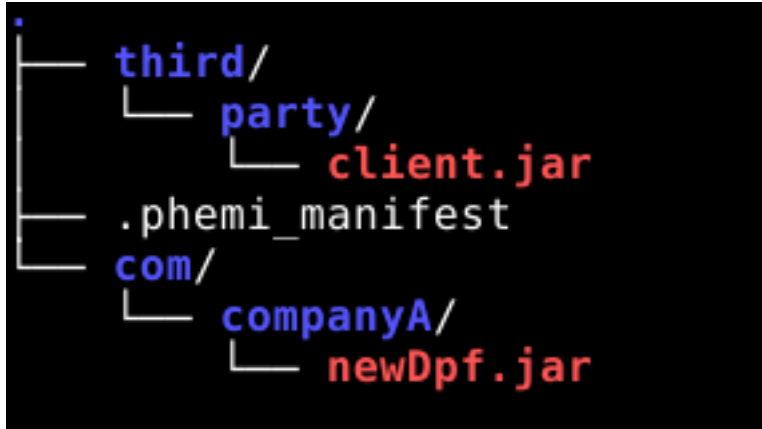 .
├── third/
│   └── party/
│       └── client.jar
├── .phemi_manifest
└── com/
    └── companyA/
        └── newDpf.jar